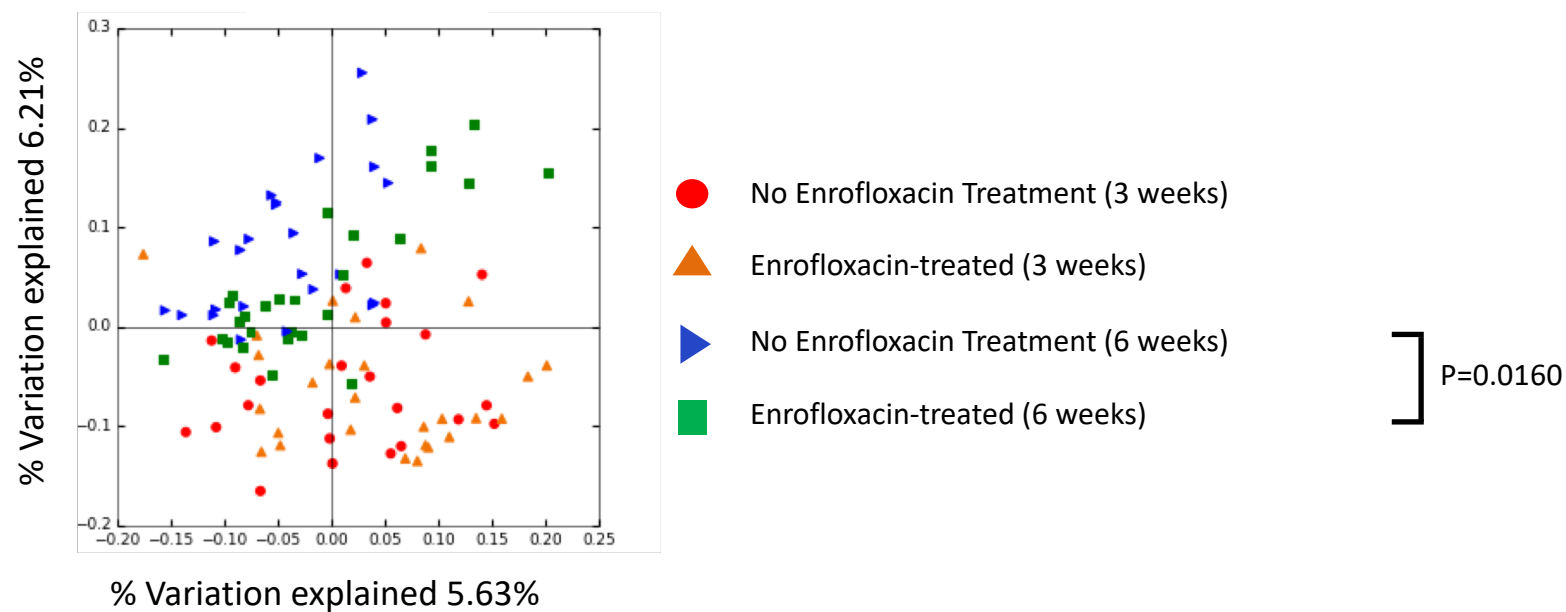 % Variation explained 6.21%
0.3
0.2
0.1
0.0
−0.1
−0.2
−0.20 −0.15 −0.10 −0.05 0.00 0.05 0.10 0.15 0.20 0.25
% Variation explained 5.63%
No Enrofloxacin Treatment (3 weeks)
Enrofloxacin-treated (3 weeks)
No Enrofloxacin Treatment (6 weeks)
Enrofloxacin-treated (6 weeks)
P=0.0160